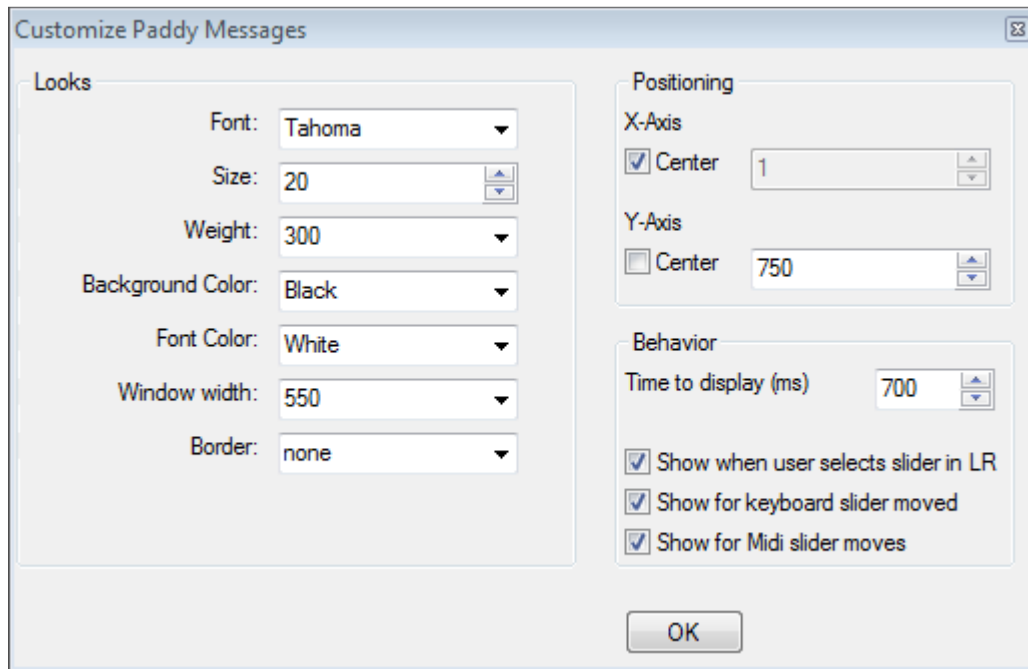 Customize Paddy Messages
Looks
Font: Tahoma
Size: 20
Weight: 300
Background Color: Black
Font Color: White
Window width: 550
Border: none
Positioning
X-Axis
Center 1
Y-Axis
Center 750
Behavior
Time to display (ms) 700
Show when user selects slider in LR
Show for keyboard slider moved
Show for Midi slider moves
OK